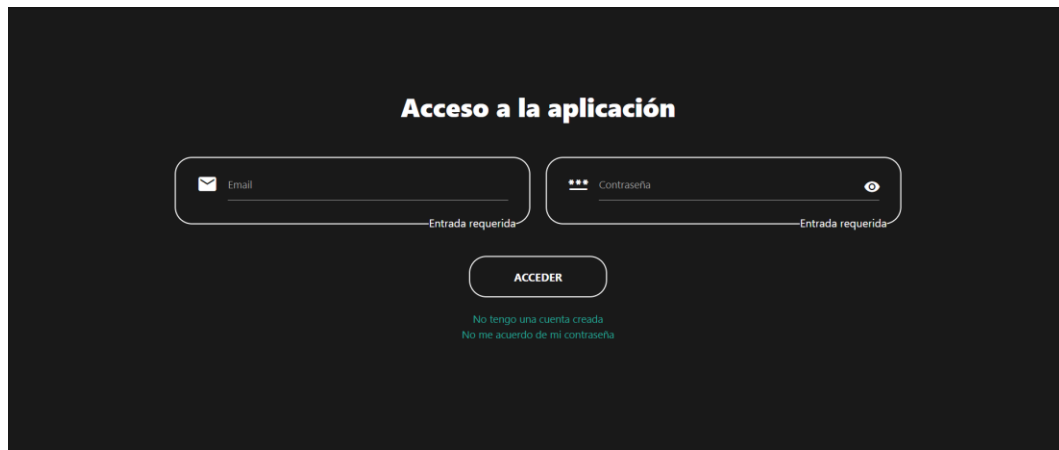 Acceso a la aplicación
Email
Contraseña
Entrada requerida
Entrada requerida
ACCEDER
No tengo una cuenta creada
No me acuerdo de mi contraseña